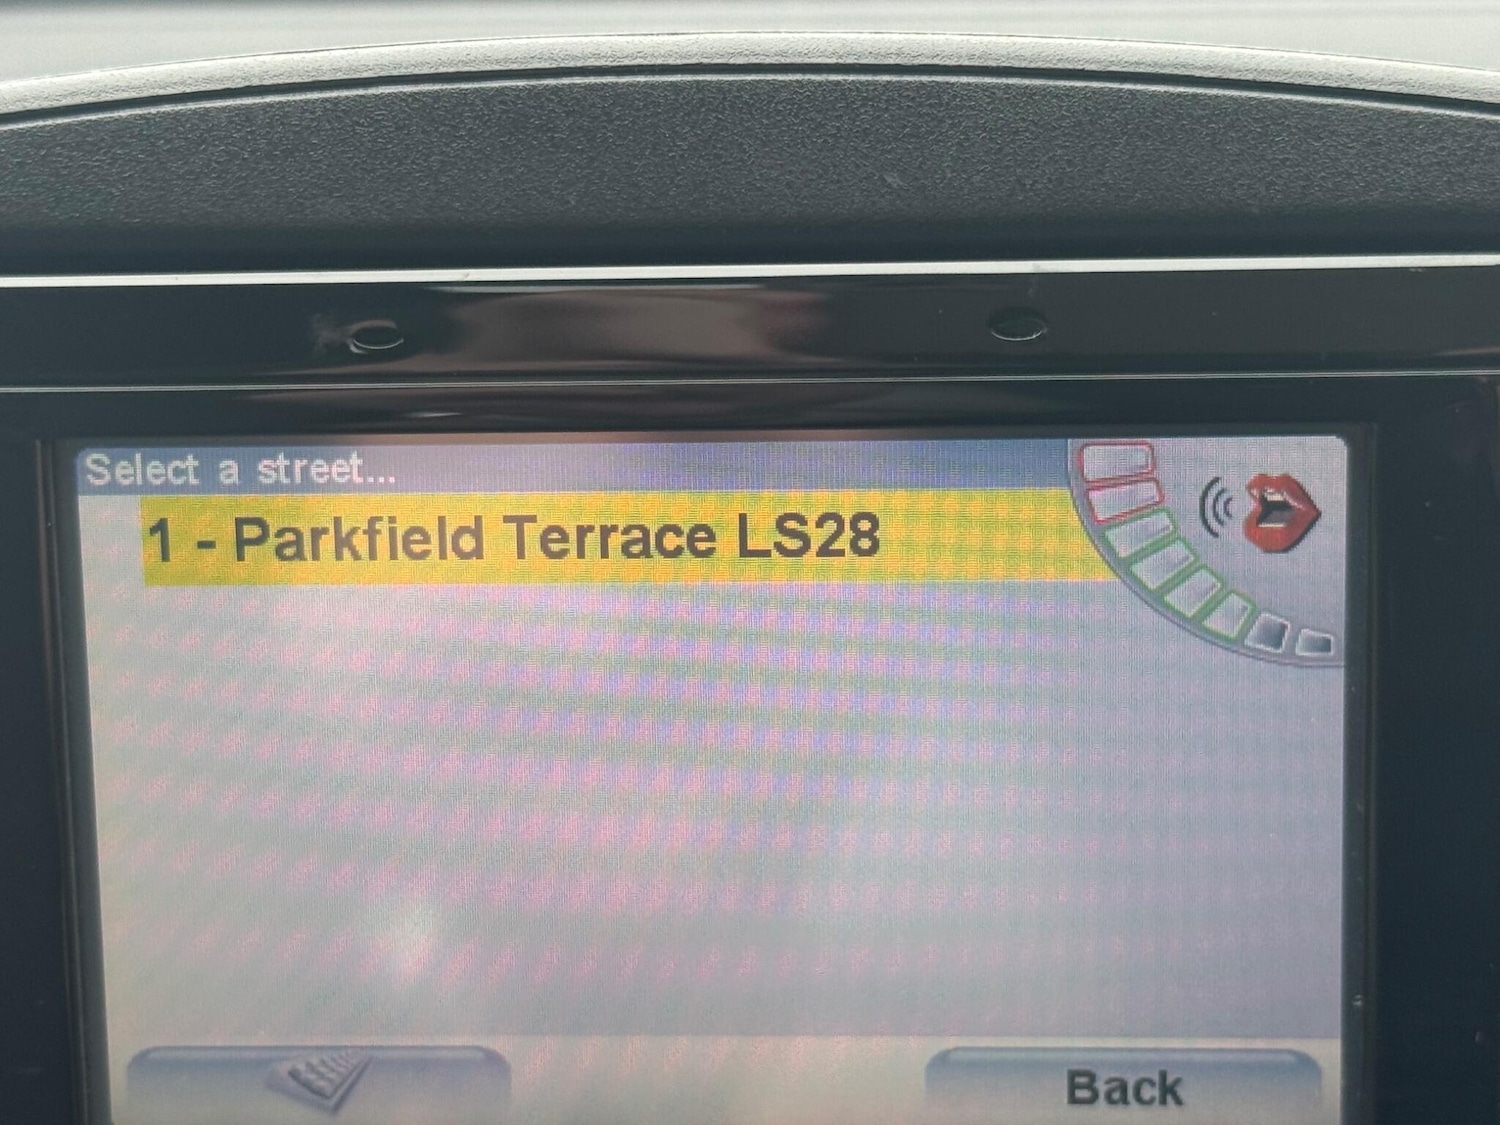 Select a street...
1 - Parkfield Terrace LS28
Back